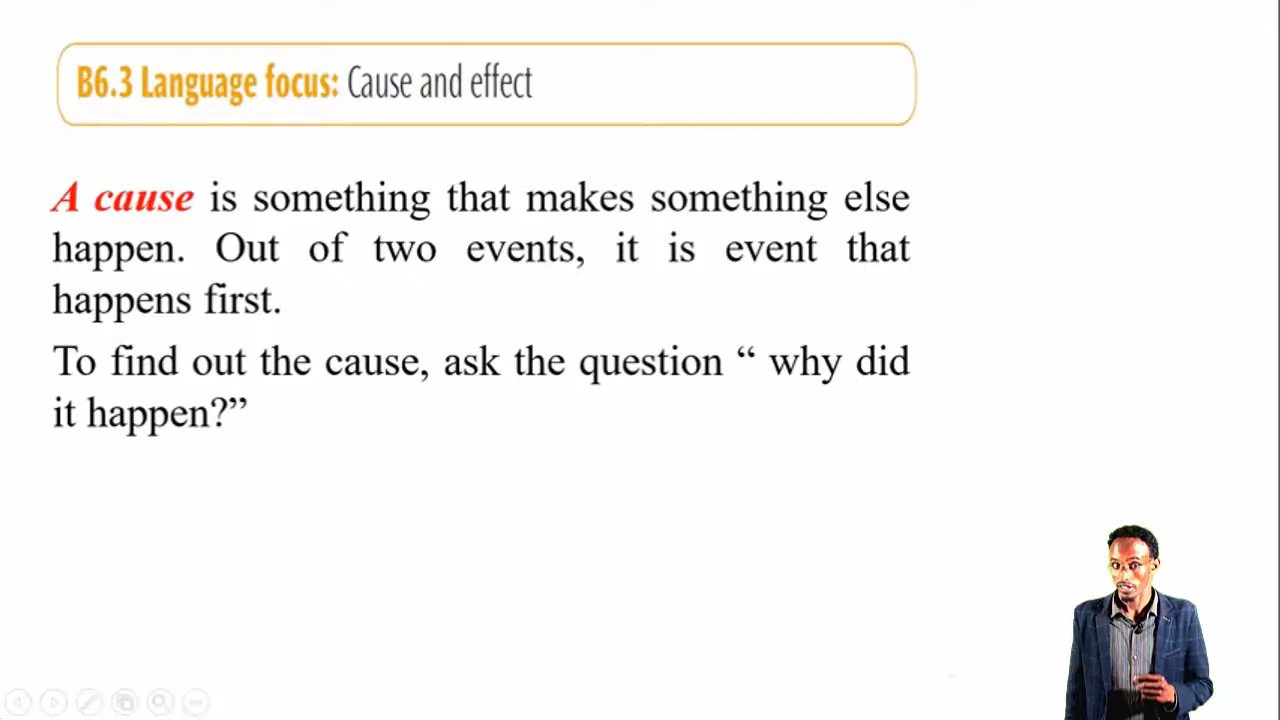 B6.3 Language focus: Cause and effect
A cause is something that makes something else
happen. Out of two events, it is event that
happens first.
To find out the cause, ask the question “ why did
it happen?”